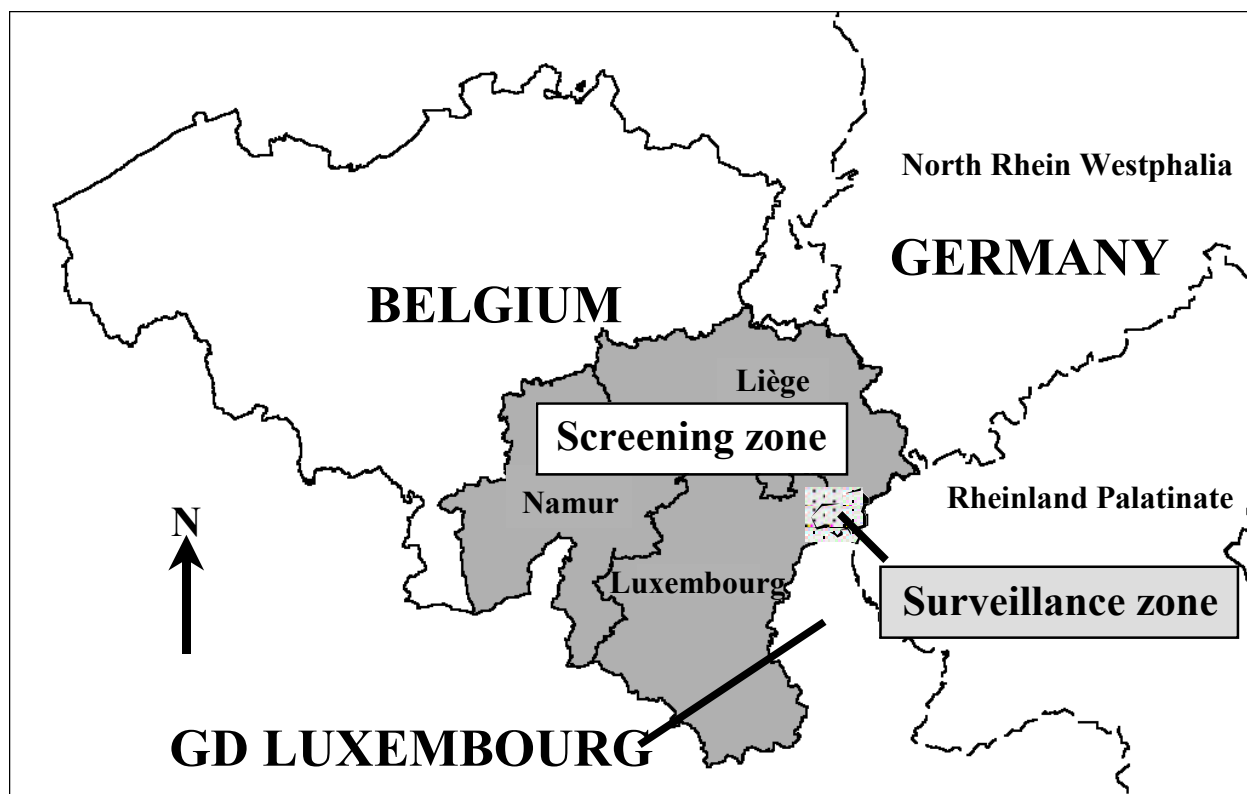 North Rhein Westphalia
GERMANY
BELGIUM
Liège
Screening zone
Namur
Rheinland Palatinate
N
Luxembourg
Surveillance zone
GD LUXEMBOURG